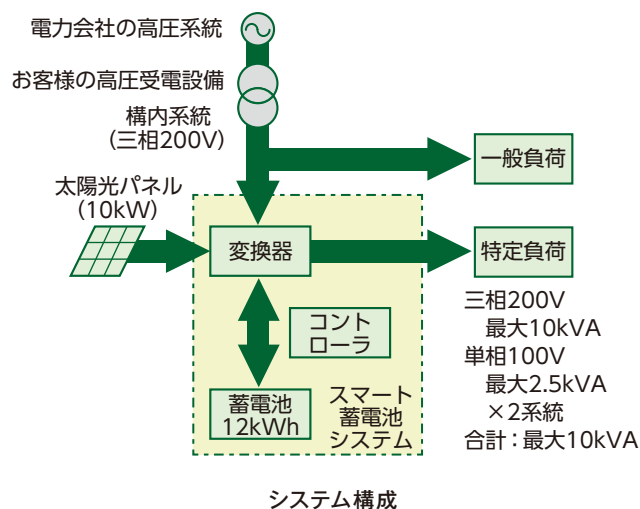 電力会社の高圧系統
お客様の高圧受電設備
構内系統
(三相200V)
一般負荷
太陽光パネル
(10kW)
変換器
特定負荷
三相200V
最大10kVA
単相100V
最大2.5kVA
×2系統
合計：最大10kVA
コント
ローラ
蓄電池
12kWh
スマート
蓄電池
システム
システム構成